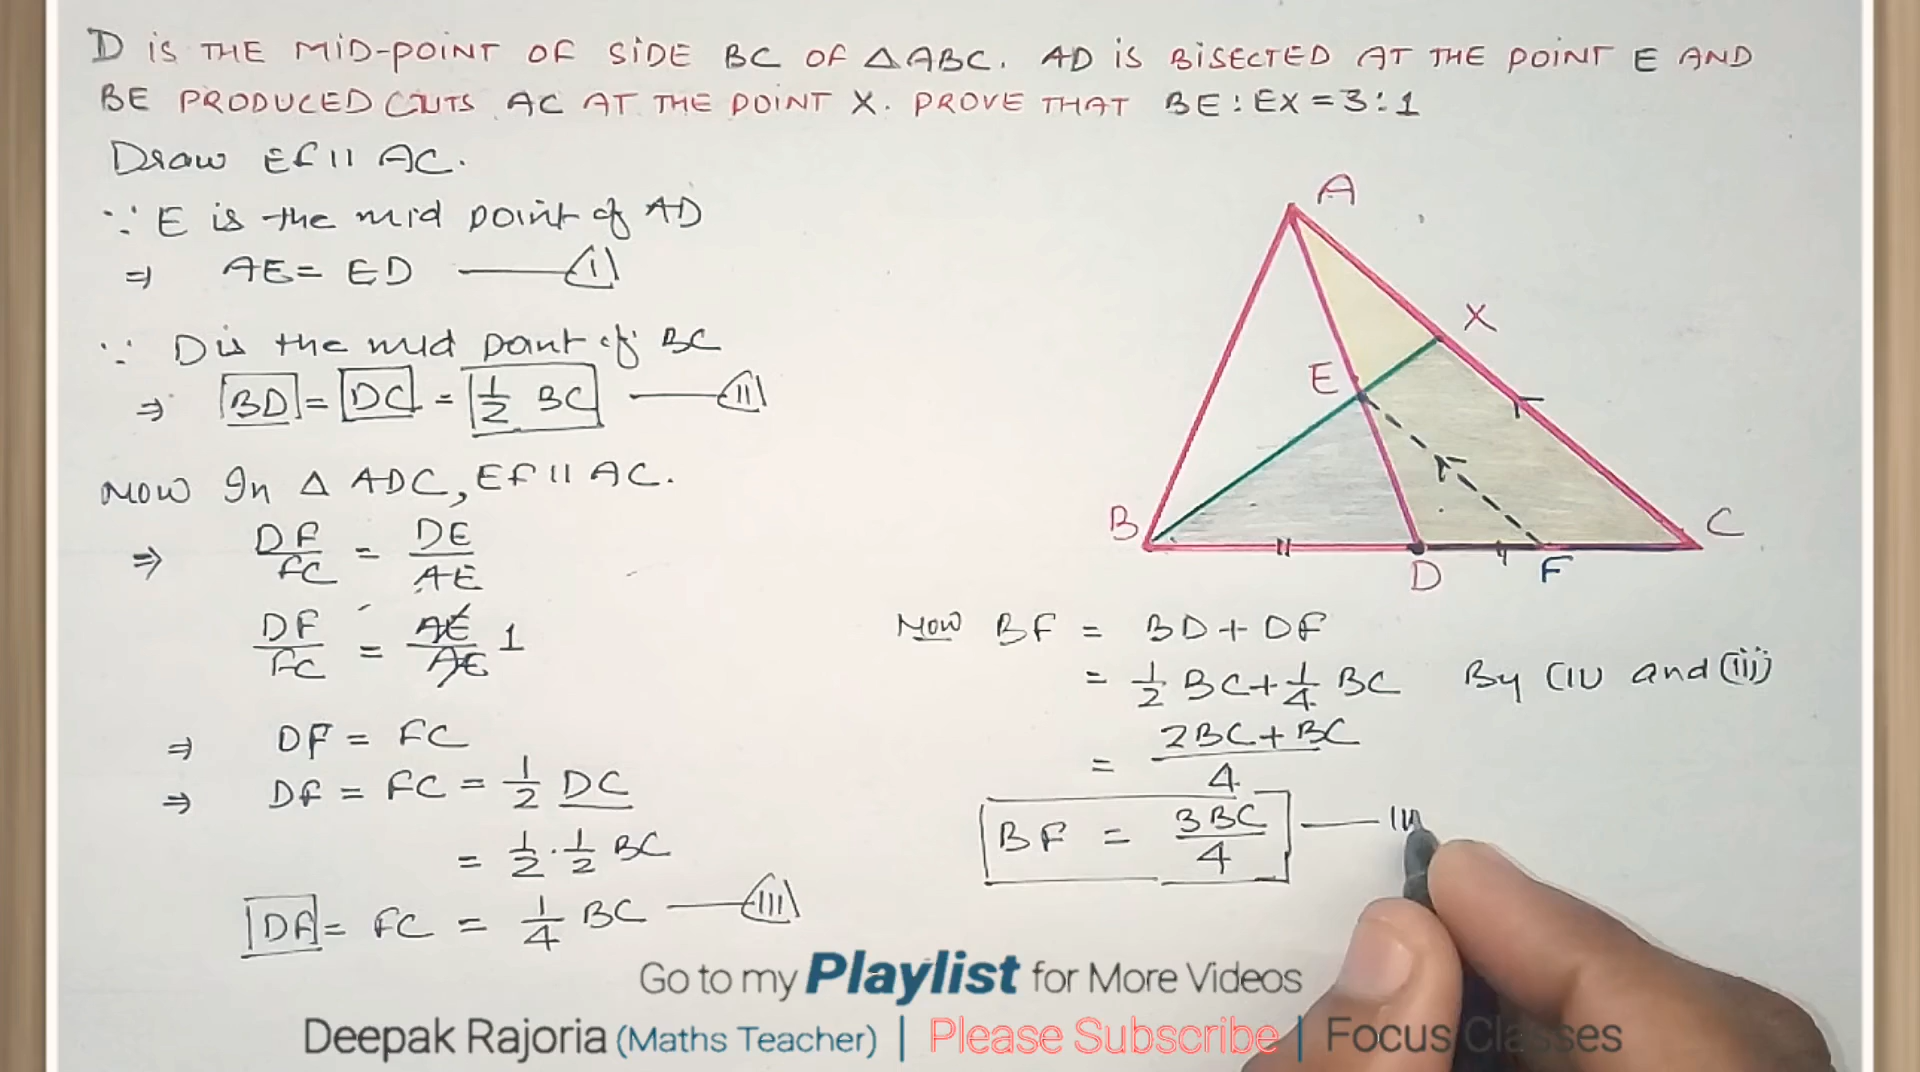 D IS THE MID-POINT OF SIDE BC OF △ABC. AD IS BISECTED AT THE POINT E AND
BE PRODUCED CUTS AC AT THE POINT X. PROVE THAT BE:EX=3:1
Draw EF || AC.
∵ E is the mid point of AD
⇒ AE = ED —— (I)
∵ D is the mid point of BC
⇒ BD = DC = 1/2 BC —— (II)
Now In △ ADC, EF || AC.
⇒ DF/FC = DE/AE
DF/FC = AE/AE 1
⇒ DF = FC
⇒ DF = FC = 1/2 DC
= 1/2 · 1/2 BC
DF = FC = 1/4 BC —— (III)
A
X
E
B
C
D
F
Now BF = BD + DF
= 1/2 BC + 1/4 BC By (II) and (iii)
= 2BC + BC / 4
BF = 3BC/4 ——
Go to my Playlist for More Videos
Deepak Rajoria (Maths Teacher) | Please Subscribe | Focus Classes